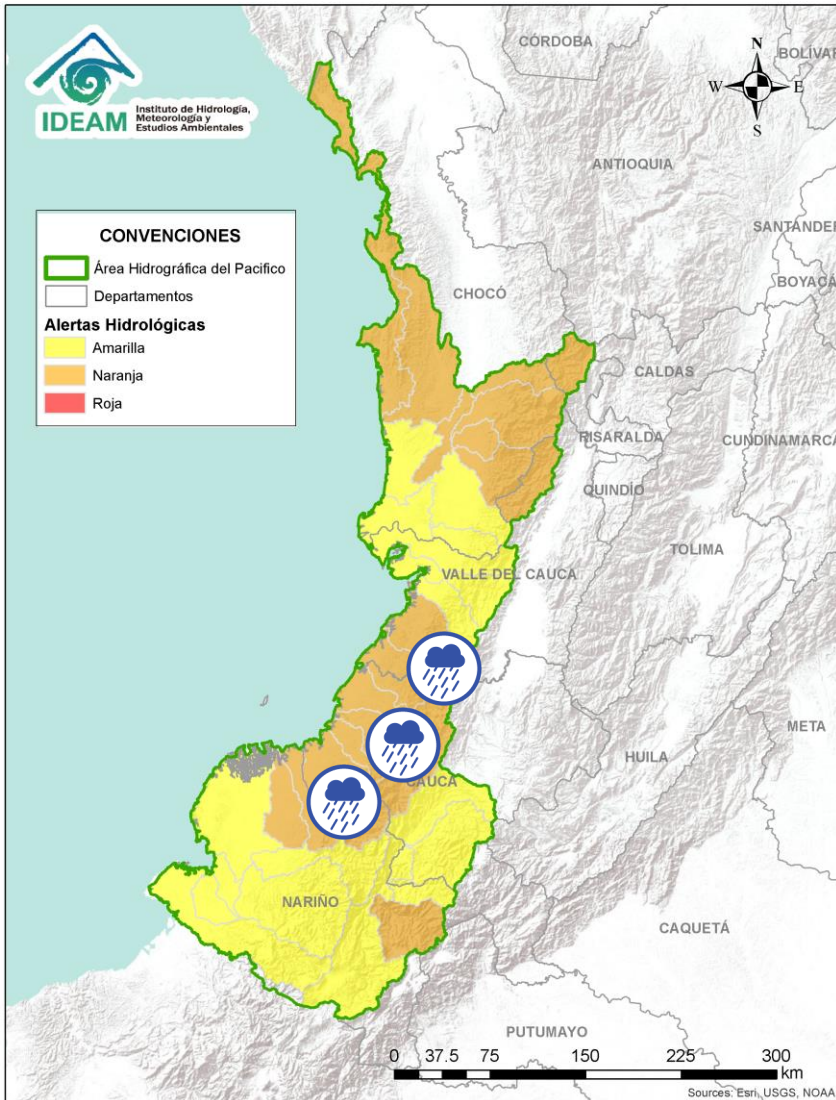 IDEAM
Instituto de Hidrología,
Meteorología y
Estudios Ambientales
CÓRDOBA
BOLÍVAR
N
W
E
S
ANTIOQUIA
SANTANDER
CONVENCIONES
Área Hidrográfica del Pacifico
Departamentos
Alertas Hidrológicas
Amarilla
Naranja
Roja
BOYACÁ
CHOCÓ
CALDAS
RISARALDA
CUNDINAMARCA
QUINDÍO
TOLIMA
VALLE DEL CAUCA
META
HUILA
CAUCA
NARIÑO
CAQUETÁ
PUTUMAYO
0 37.5 75 150 225 300
km
Sources: Esri, USGS, NOAA